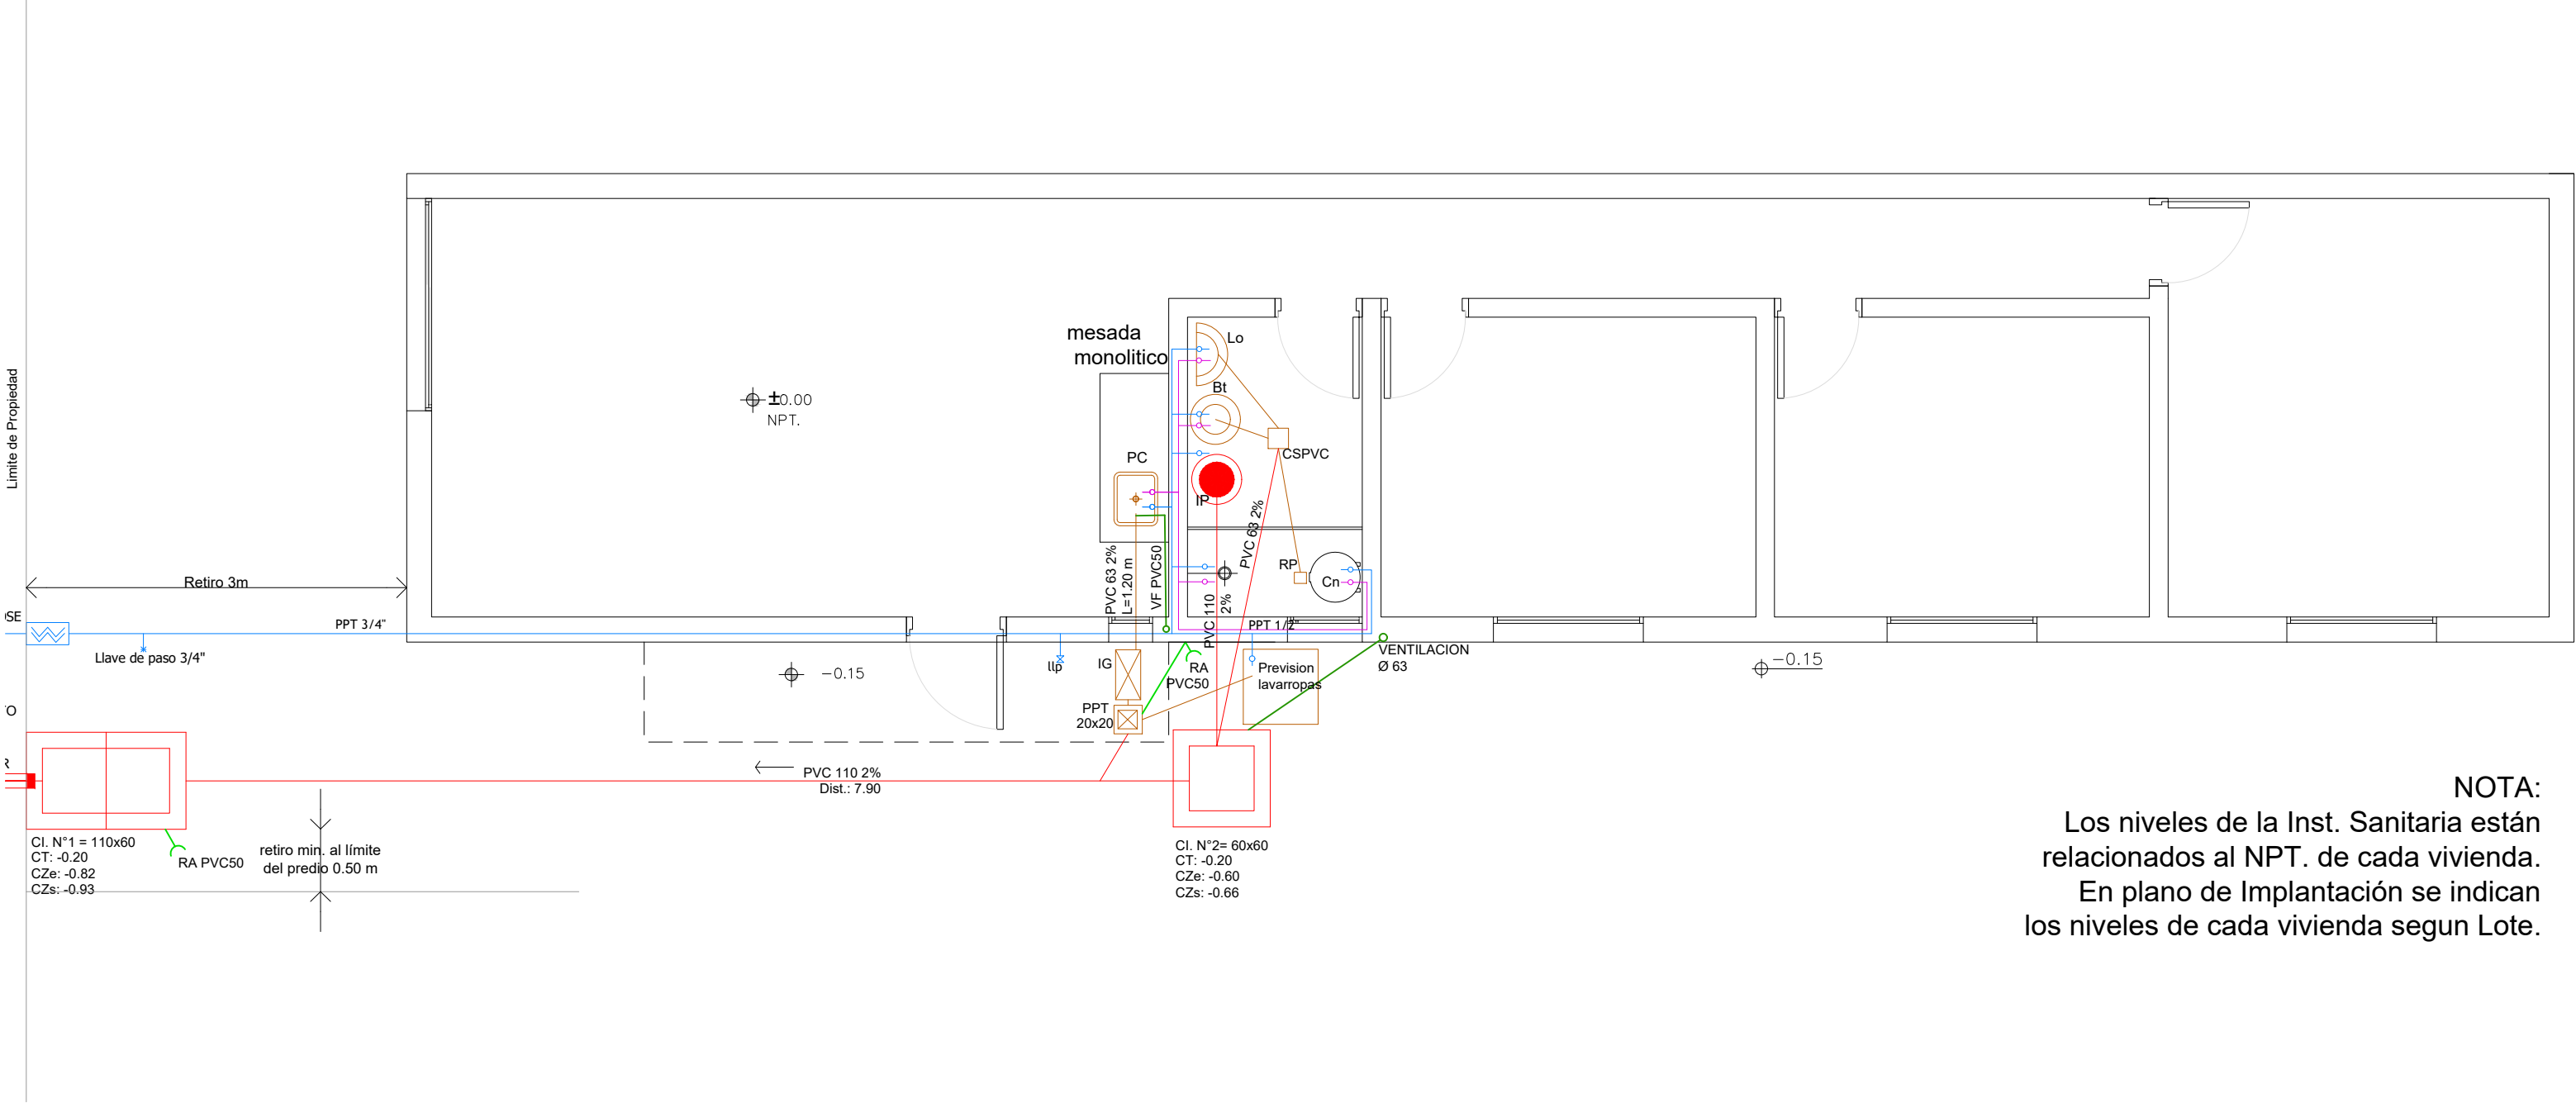 mesada
monolitico
Lo
Bt
Limite de Propiedad
±0.00
NPT.
PC
CSPVC
IP
PVC 63 2%
Retiro 3m
PVC 63 2%
L=1.20 m
VF PVC50
RP
Cn
PVC 110
2%
PPT 3/4"
PPT 1/2
Llave de paso 3/4"
llp
IG
RA
PVC50
Prevision
lavarropas
VENTILACION
Ø 63
-0.15
-0.15
PPT
20x20
PVC 110 2%
Dist.: 7.90
CI. N°1 = 110x60
CT: -0.20
CZe: -0.82
CZs: -0.93
RA PVC50
retiro min. al límite
del predio 0.50 m
CI. N°2= 60x60
CT: -0.20
CZe: -0.60
CZs: -0.66
NOTA:
Los niveles de la Inst. Sanitaria están
relacionados al NPT. de cada vivienda.
En plano de Implantación se indican
los niveles de cada vivienda segun Lote.